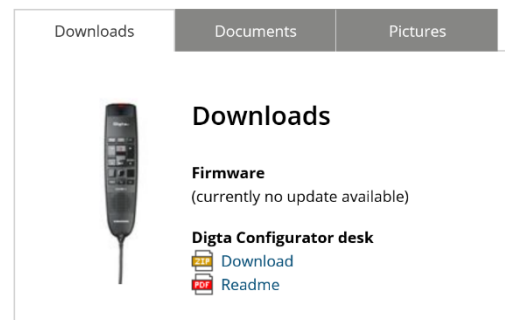 Downloads
Documents
Pictures
Downloads
Firmware
(currently no update available)
Digta Configurator desk
ZIP Download
PDF Readme